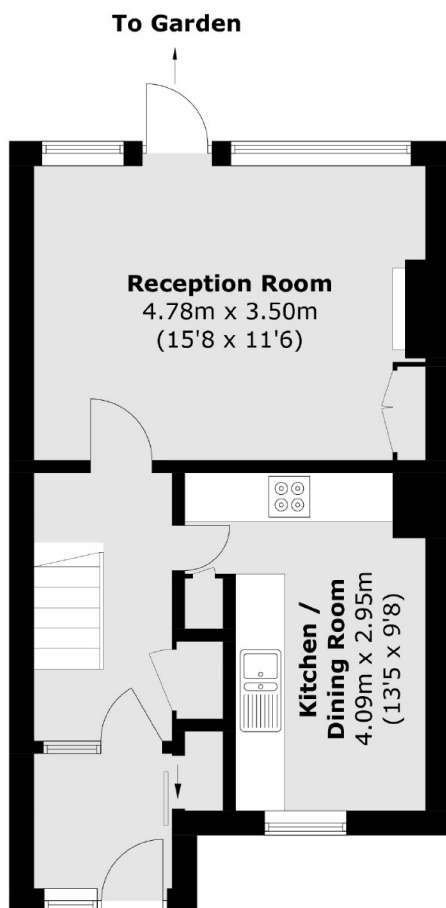 To Garden
Reception Room
4.78m x 3.50m
(15'8 x 11'6)
Kitchen /
Dining Room
4.09m x 2.95m
(13'5 x 9'8)